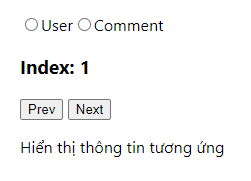 User Comment
Index: 1
Prev Next
Hiển thị thông tin tương ứng